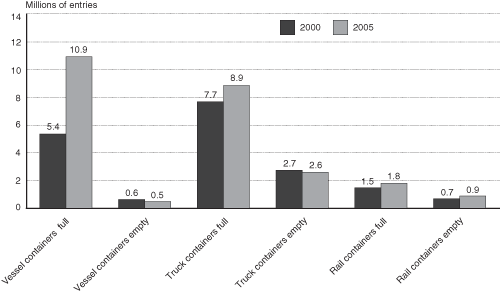 Millions of entries
14
2000 2005
12
10.9
10
8.9
8
7.7
6
5.4
4
2.7 2.6
2
1.5 1.8
0.6 0.5
0.7 0.9
0
Vessel containers full
Vessel containers empty
Truck containers full
Truck containers empty
Rail containers full
Rail containers empty